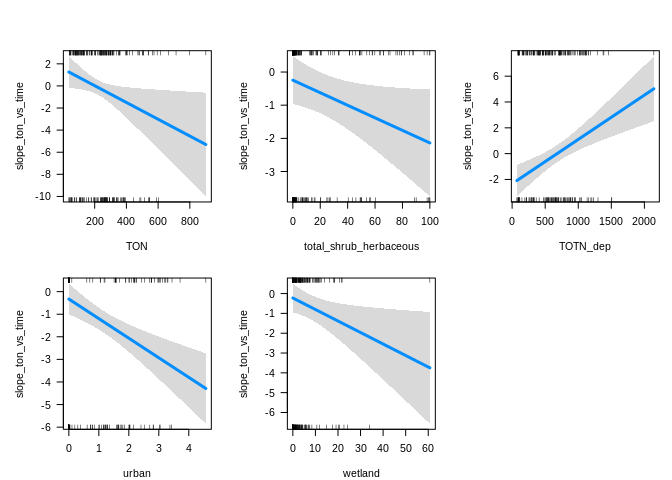 slope_ton_vs_time
2
0
-2
-4
-6
-8
-10
200 400 600 800
TON
slope_ton_vs_time
0
-1
-2
-3
0 20 40 60 80 100
total_shrub_herbaceous
slope_ton_vs_time
6
4
2
0
-2
0 500 1000 1500 2000
TOTN_dep
slope_ton_vs_time
0
-1
-2
-3
-4
-5
-6
0 1 2 3 4
urban
slope_ton_vs_time
0
-1
-2
-3
-4
-5
-6
0 10 20 30 40 50 60
wetland